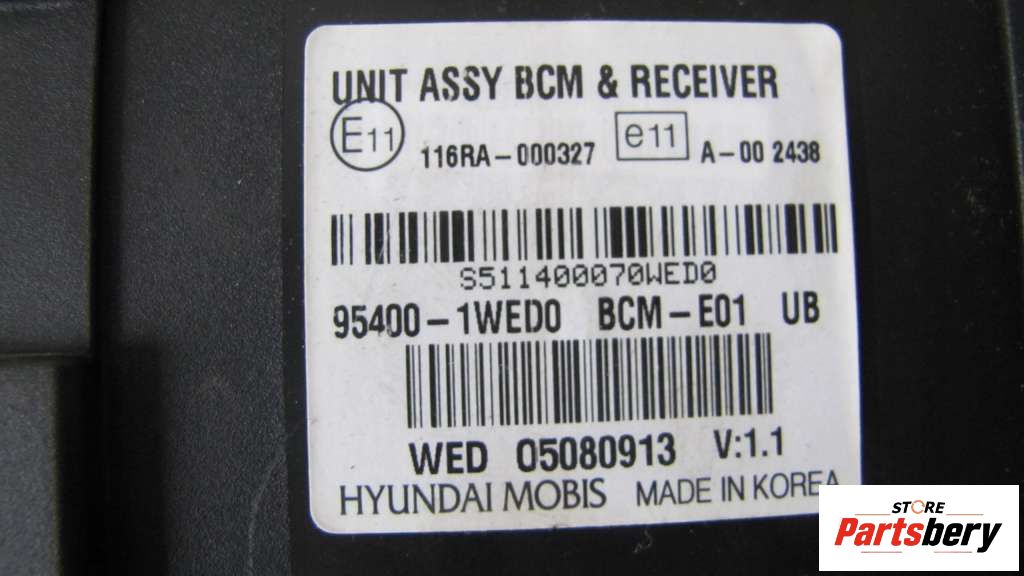 UNIT ASSY BCM & RECEIVER
E11 116RA-000327 e11 A-00 2438
S511400070WED0
95400-1WED0 BCM-E01 UB
WED 05080913 V:1.1
HYUNDAI MOBIS MADE IN KOREA
STORE
Partsbery